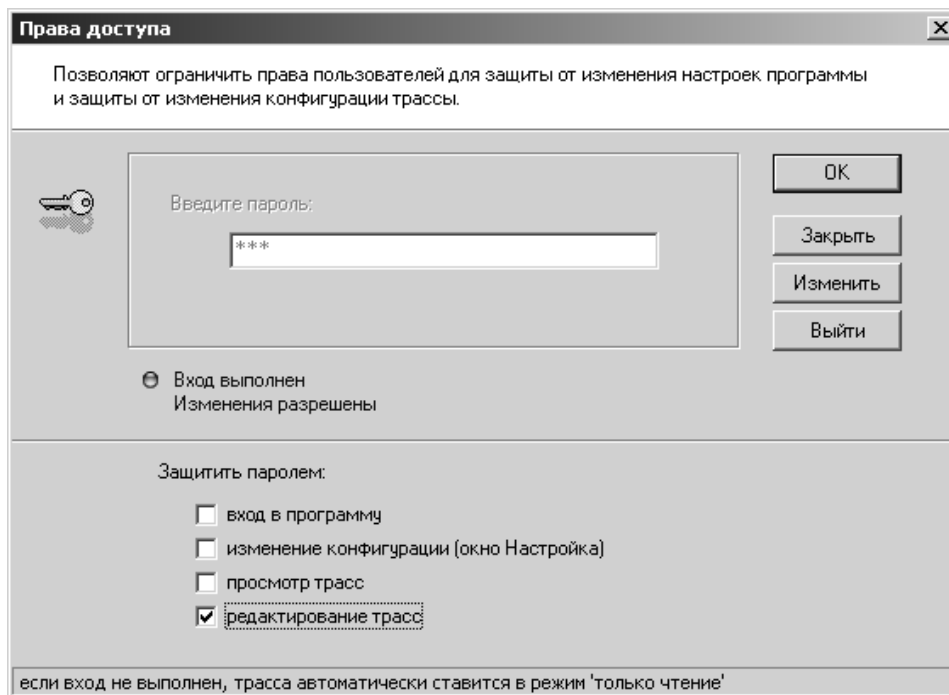 Права доступа
Позволяют ограничить права пользователей для защиты от изменения настроек программы
и защиты от изменения конфигурации трассы.
Введите пароль:
***
OK
Закрыть
Изменить
Выйти
Вход выполнен
Изменения разрешены
Защитить паролем:
вход в программу
изменение конфигурации (окно Настройка)
просмотр трасс
редактирование трасс
если вход не выполнен, трасса автоматически ставится в режим 'только чтение'